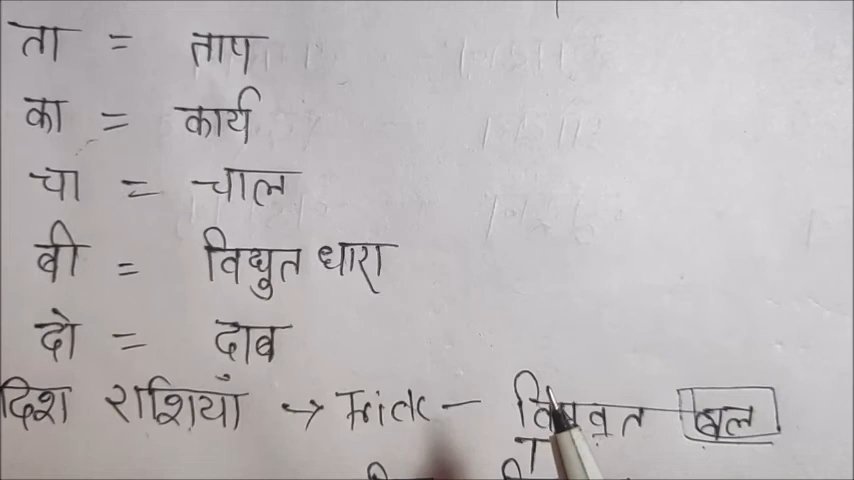 ता = ताप
का = कार्य
चा = चाल
बी = विद्युत धारा
दो = दाब
दिश राशियाँ → Trick — बल